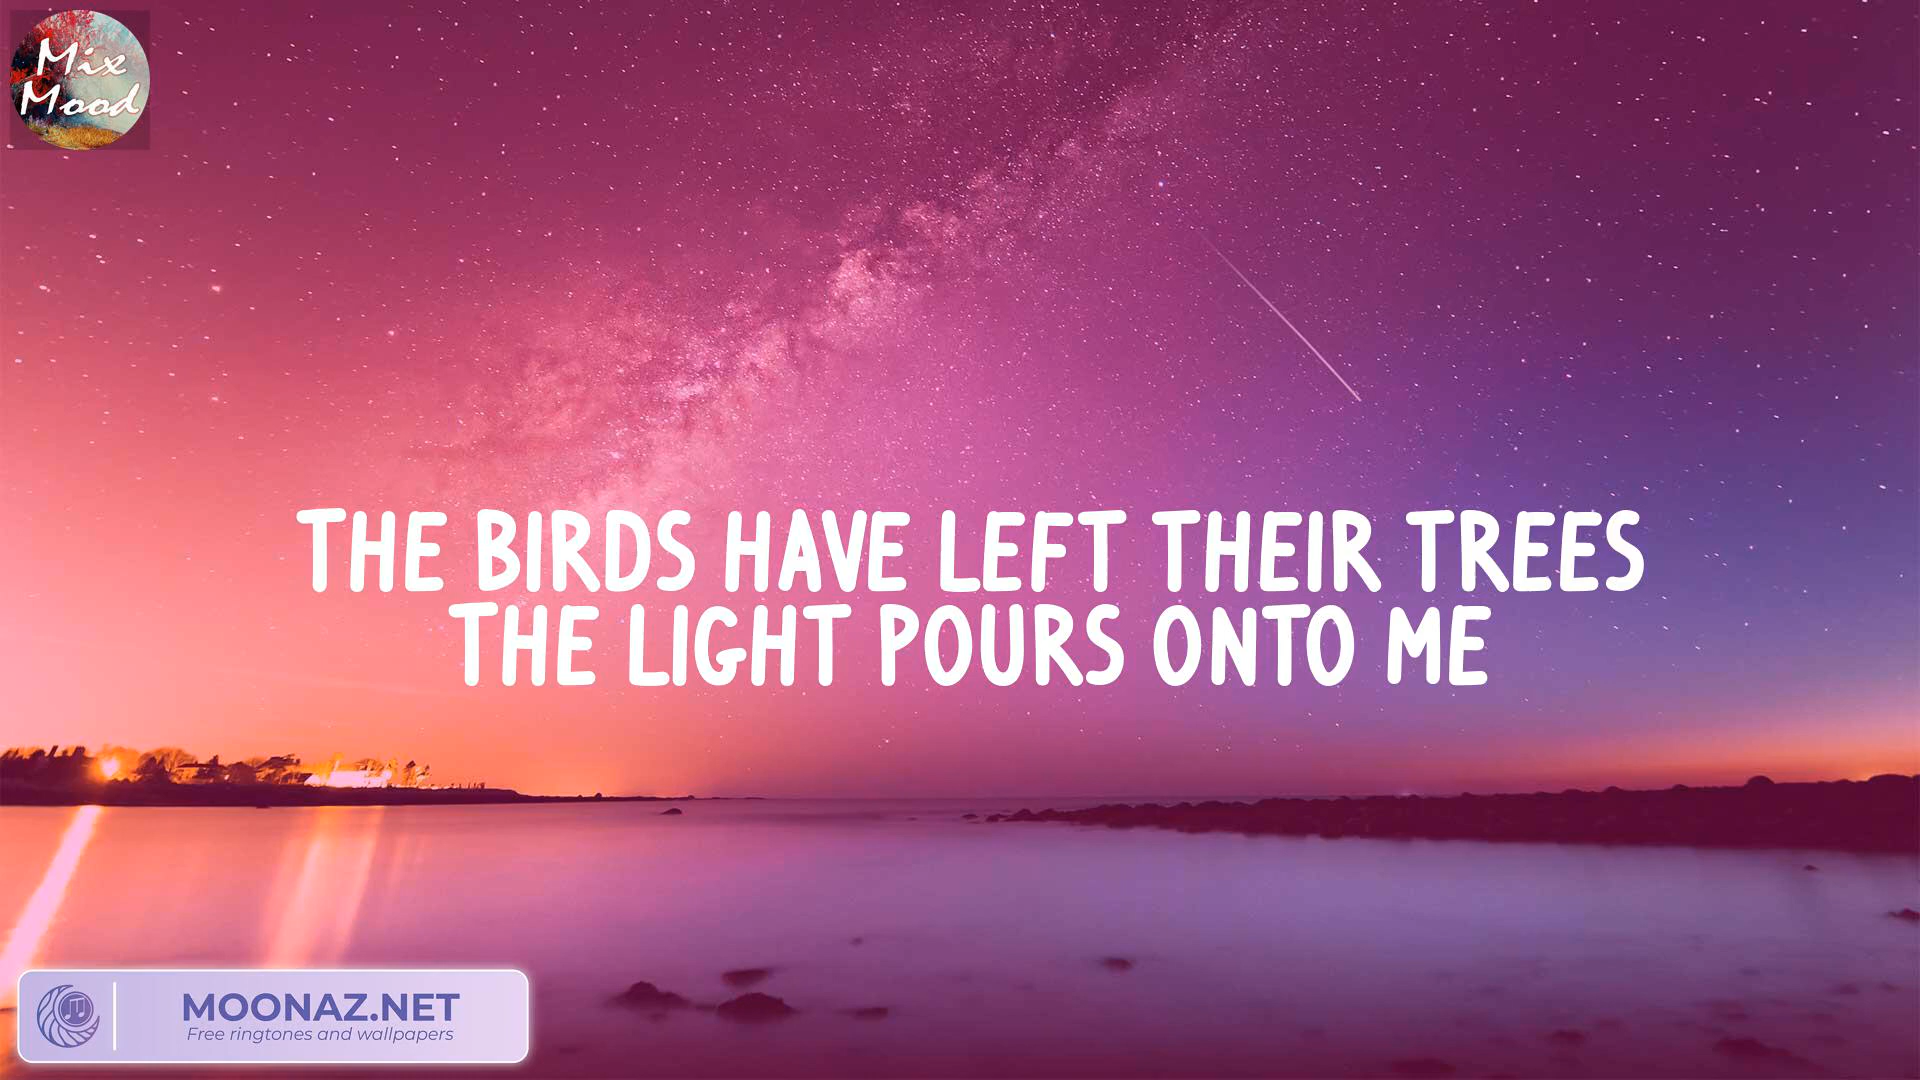 Mix
Mood
THE BIRDS HAVE LEFT THEIR TREES
THE LIGHT POURS ONTO ME
MOONAZ.NET
Free ringtones and wallpapers